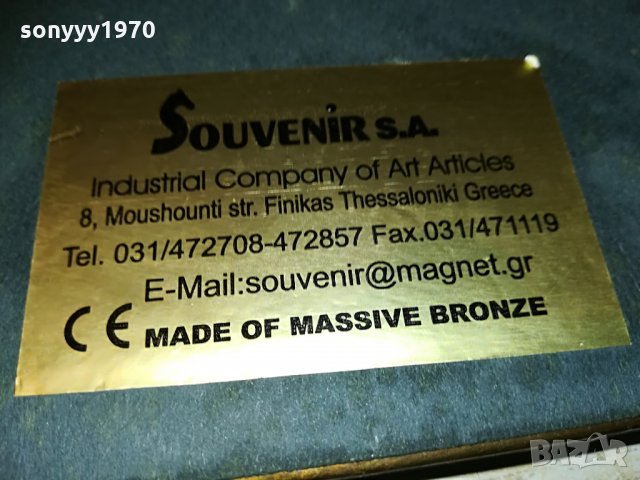 sonyyy1970
SOUVENIR S.A.
Industrial Company of Art Articles
8, Moushounti str. Finikas Thessaloniki Greece
Tel. 031/472708-472857 Fax.031/471119
E-Mail:souvenir@magnet.gr
CE MADE OF MASSIVE BRONZE
BAZAR